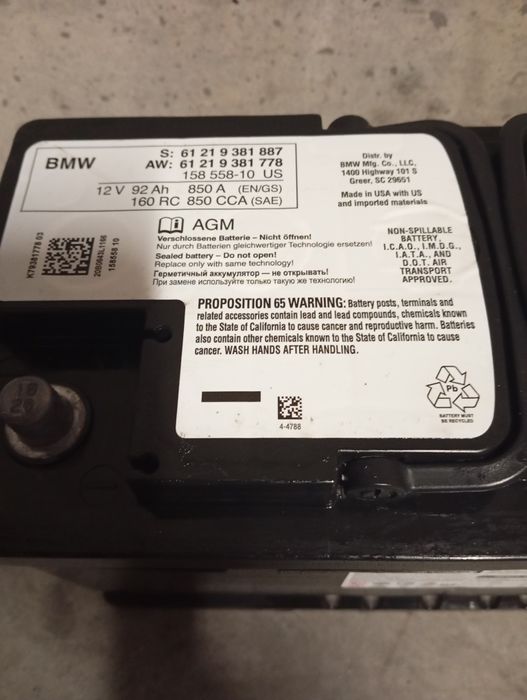 BMW
S: 61 21 9 381 887
AW: 61 21 9 381 778
158 558-10 US
12 V 92 Ah 850 A (EN/GS)
160 RC 850 CCA (SAE)
Distr. by
BMW Mfg. Co., LLC,
1400 Highway 101 S
Greer, SC 29651
Made in USA with US
and imported materials
K79381778 03
158558 10
AGM
Verschlossene Batterie – Nicht öffnen!
Nur durch Batterien gleichwertiger Technologie ersetzen!
Sealed battery – Do not open!
Replace only with same technology!
Герметичный аккумулятор — не открывать!
При замене используйте только такую же технологию!
NON-SPILLABLE
BATTERY,
I.C.A.O., I.M.D.G.,
I.A.T.A., AND
D.O.T. AIR
TRANSPORT
APPROVED.
PROPOSITION 65 WARNING: Battery posts, terminals and
related accessories contain lead and lead compounds, chemicals known
to the State of California to cause cancer and reproductive harm. Batteries
also contain other chemicals known to the State of California to cause
cancer. WASH HANDS AFTER HANDLING.
4-4788
Pb
BATTERY MUST
BE RECYCLED